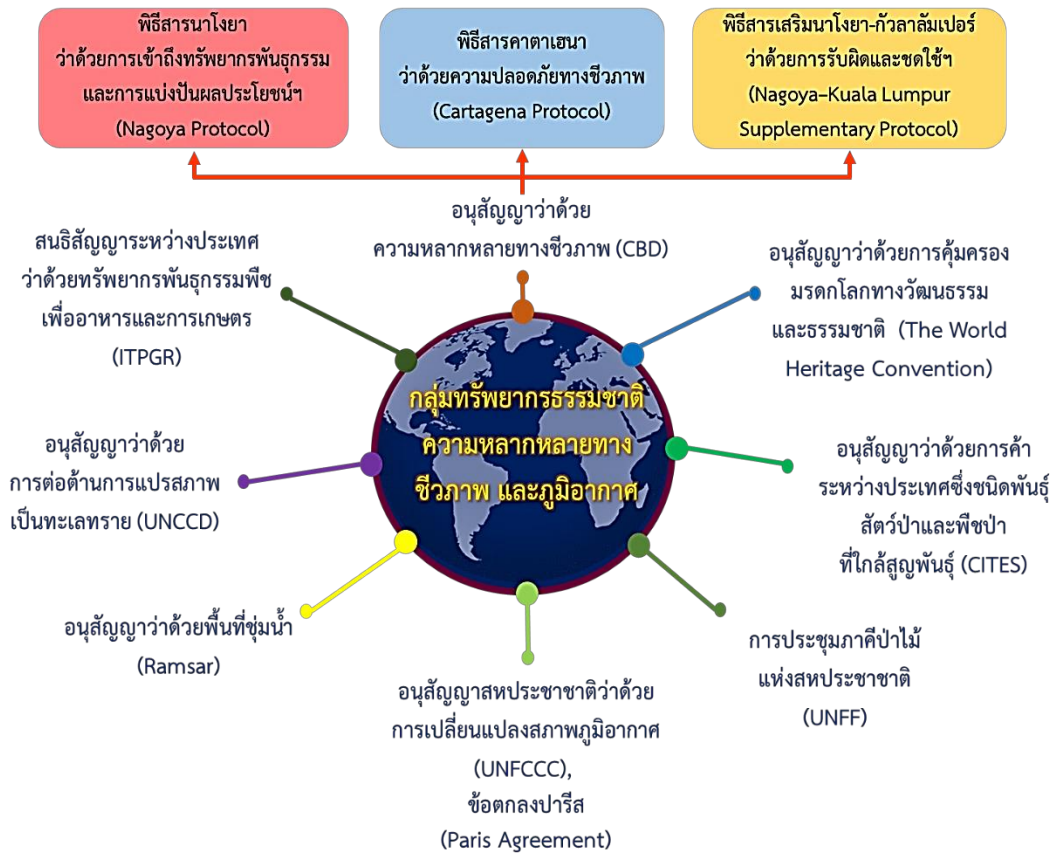 พิธีสารนาโงยา
ว่าด้วยการเข้าถึงทรัพยากรพันธุกรรม
และการแบ่งปันผลประโยชน์ฯ
(Nagoya Protocol)
พิธีสารคาตาเฮนา
ว่าด้วยความปลอดภัยทางชีวภาพ
(Cartagena Protocol)
พิธีสารเสริมนาโงยา-กัวลาลัมเปอร์
ว่าด้วยการรับผิดและชดใช้ฯ
(Nagoya–Kuala Lumpur
Supplementary Protocol)
อนุสัญญาว่าด้วย
ความหลากหลายทางชีวภาพ (CBD)
สนธิสัญญาระหว่างประเทศ
ว่าด้วยทรัพยากรพันธุกรรมพืช
เพื่ออาหารและการเกษตร
(ITPGR)
อนุสัญญาว่าด้วยการคุ้มครอง
มรดกโลกทางวัฒนธรรม
และธรรมชาติ (The World
Heritage Convention)
กลุ่มทรัพยากรธรรมชาติ
ความหลากหลายทาง
ชีวภาพ และภูมิอากาศ
อนุสัญญาว่าด้วย
การต่อต้านการแปรสภาพ
เป็นทะเลทราย (UNCCD)
อนุสัญญาว่าด้วยการค้า
ระหว่างประเทศซึ่งชนิดพันธุ์
สัตว์ป่าและพืชป่า
ที่ใกล้สูญพันธุ์ (CITES)
อนุสัญญาว่าด้วยพื้นที่ชุ่มน้ำ
(Ramsar)
การประชุมภาคีป่าไม้
แห่งสหประชาชาติ
(UNFF)
อนุสัญญาสหประชาชาติว่าด้วย
การเปลี่ยนแปลงสภาพภูมิอากาศ
(UNFCCC),
ข้อตกลงปารีส
(Paris Agreement)